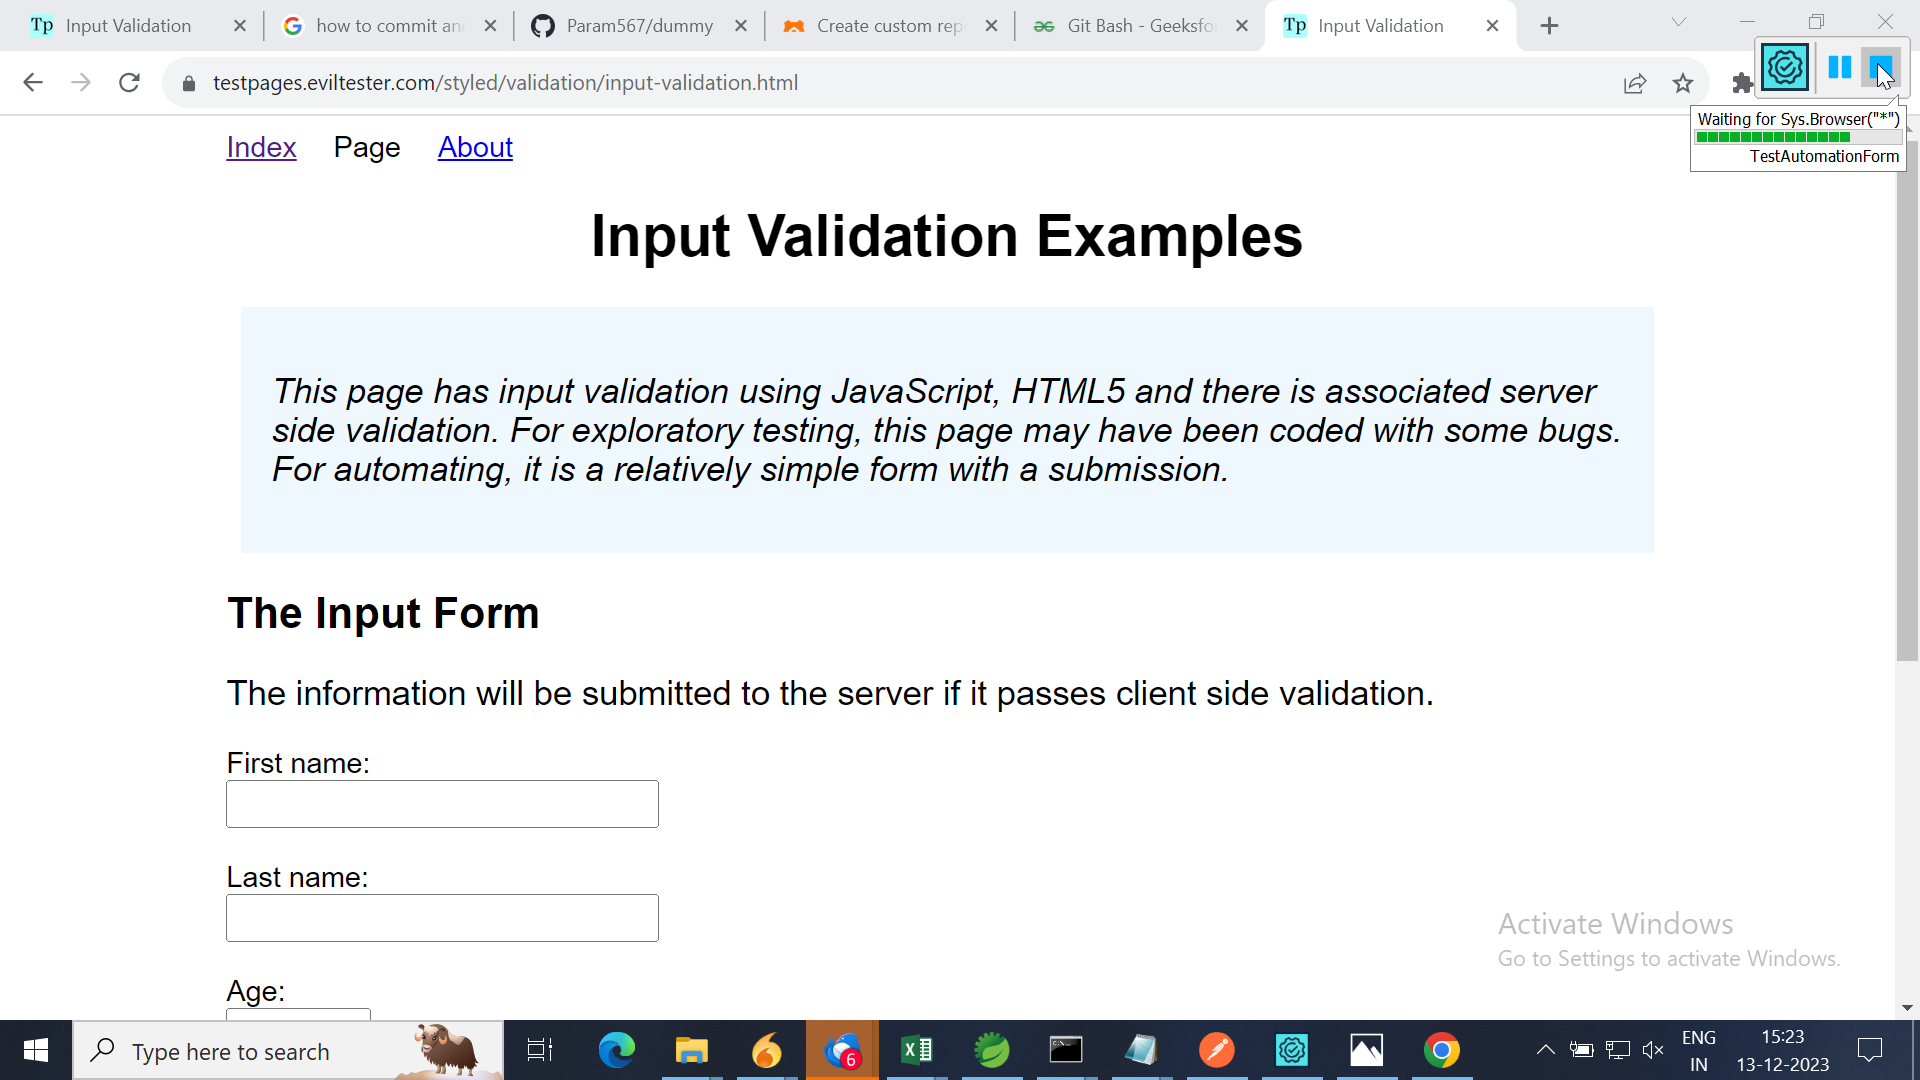 Tp Input Validation
G how to commit an
Param567/dummy
Create custom rep
Git Bash - Geeksfo
Tp Input Validation
testpages.eviltester.com/styled/validation/input-validation.html
Waiting for Sys.Browser("*")
TestAutomationForm
Index Page About
Input Validation Examples
This page has input validation using JavaScript, HTML5 and there is associated server
side validation. For exploratory testing, this page may have been coded with some bugs.
For automating, it is a relatively simple form with a submission.
The Input Form
The information will be submitted to the server if it passes client side validation.
First name:
Last name:
Age:
Activate Windows
Go to Settings to activate Windows.
Type here to search
6
ENG
IN
15:23
13-12-2023